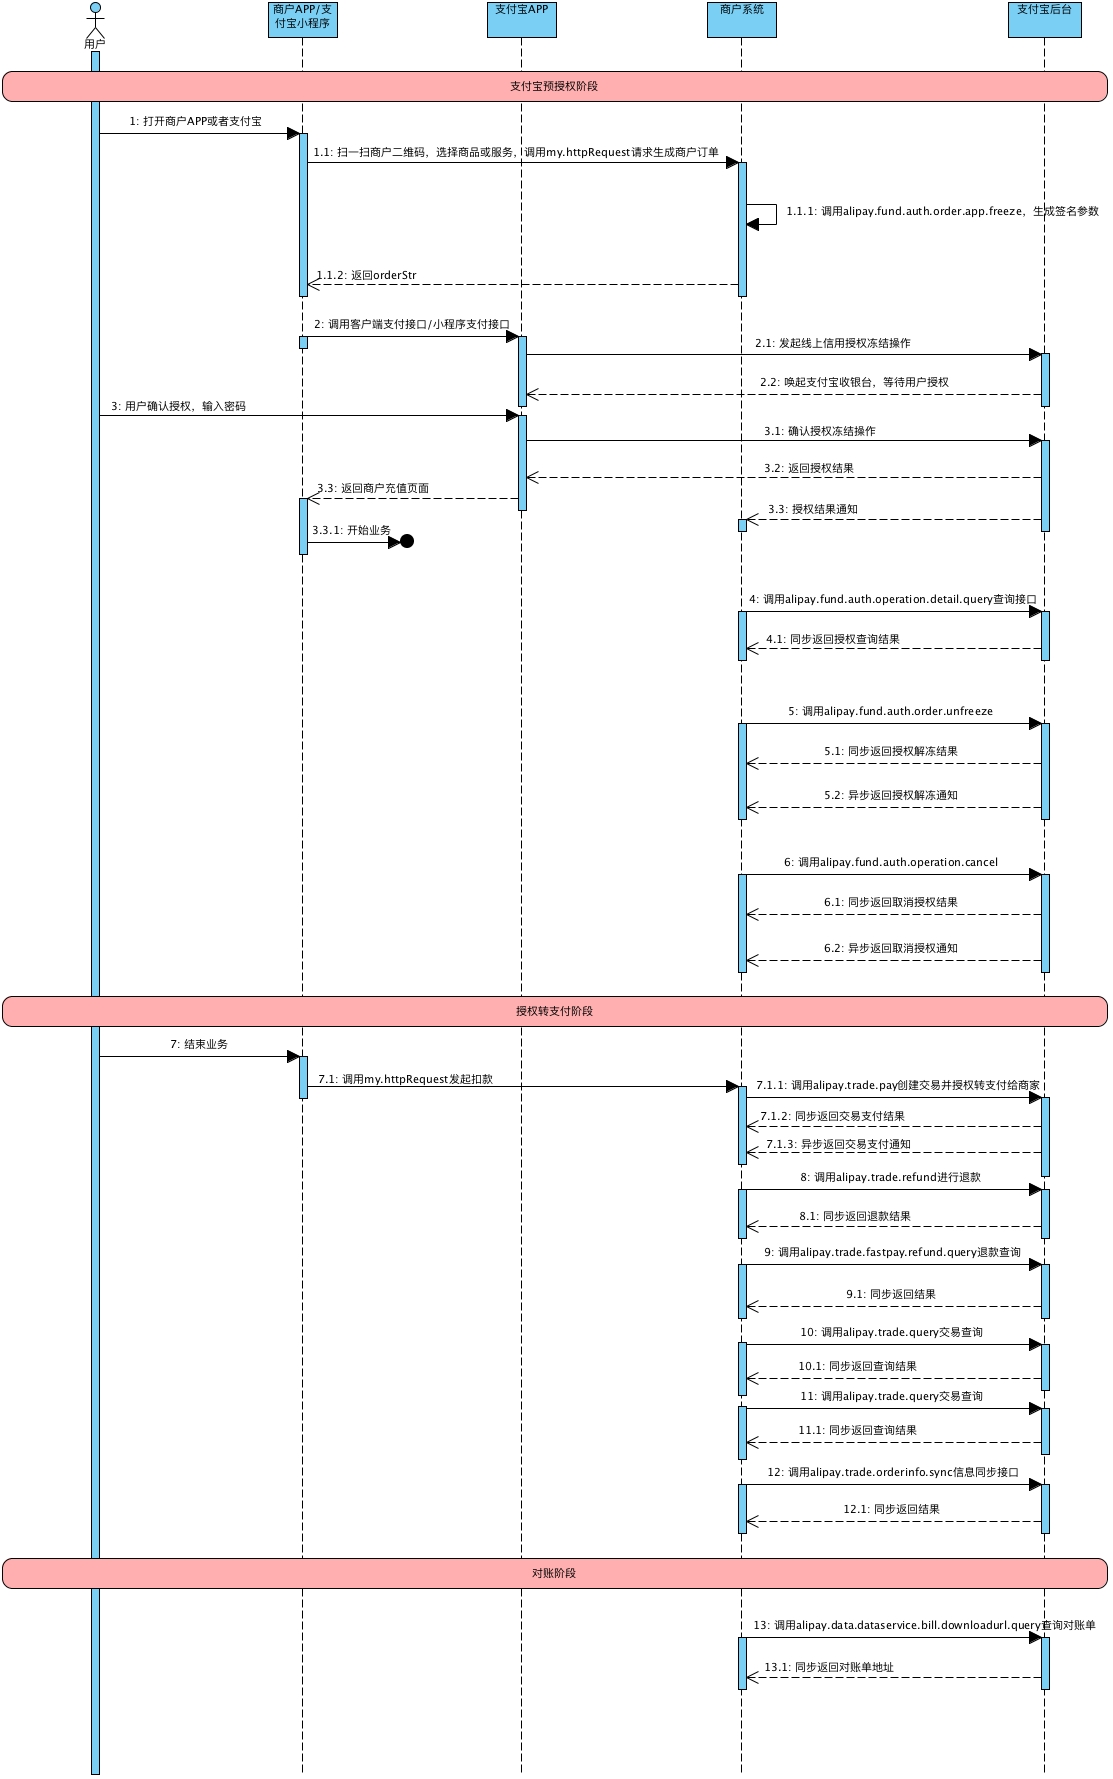 用户
商户APP/支
付宝小程序
支付宝APP
商户系统
支付宝后台
支付宝预授权阶段
1: 打开商户APP或者支付宝
1.1: 扫一扫商户二维码，选择商品或服务，调用my.httpRequest请求生成商户订单
1.1.1: 调用alipay.fund.auth.order.app.freeze，生成签名参数
1.1.2: 返回orderStr
2: 调用客户端支付接口/小程序支付接口
2.1: 发起线上信用授权冻结操作
2.2: 唤起支付宝收银台，等待用户授权
3: 用户确认授权，输入密码
3.1: 确认授权冻结操作
3.2: 返回授权结果
3.3: 返回商户充值页面
3.3: 授权结果通知
3.3.1: 开始业务
4: 调用alipay.fund.auth.operation.detail.query查询接口
4.1: 同步返回授权查询结果
5: 调用alipay.fund.auth.order.unfreeze
5.1: 同步返回授权解冻结果
5.2: 异步返回授权解冻通知
6: 调用alipay.fund.auth.operation.cancel
6.1: 同步返回取消授权结果
6.2: 异步返回取消授权通知
授权转支付阶段
7: 结束业务
7.1: 调用my.httpRequest发起扣款
7.1.1: 调用alipay.trade.pay创建交易并授权转支付给商家
7.1.2: 同步返回交易支付结果
7.1.3: 异步返回交易支付通知
8: 调用alipay.trade.refund进行退款
8.1: 同步返回退款结果
9: 调用alipay.trade.fastpay.refund.query退款查询
9.1: 同步返回结果
10: 调用alipay.trade.query交易查询
10.1: 同步返回查询结果
11: 调用alipay.trade.query交易查询
11.1: 同步返回查询结果
12: 调用alipay.trade.orderinfo.sync信息同步接口
12.1: 同步返回结果
对账阶段
13: 调用alipay.data.dataservice.bill.downloadurl.query查询对账单
13.1: 同步返回对账单地址